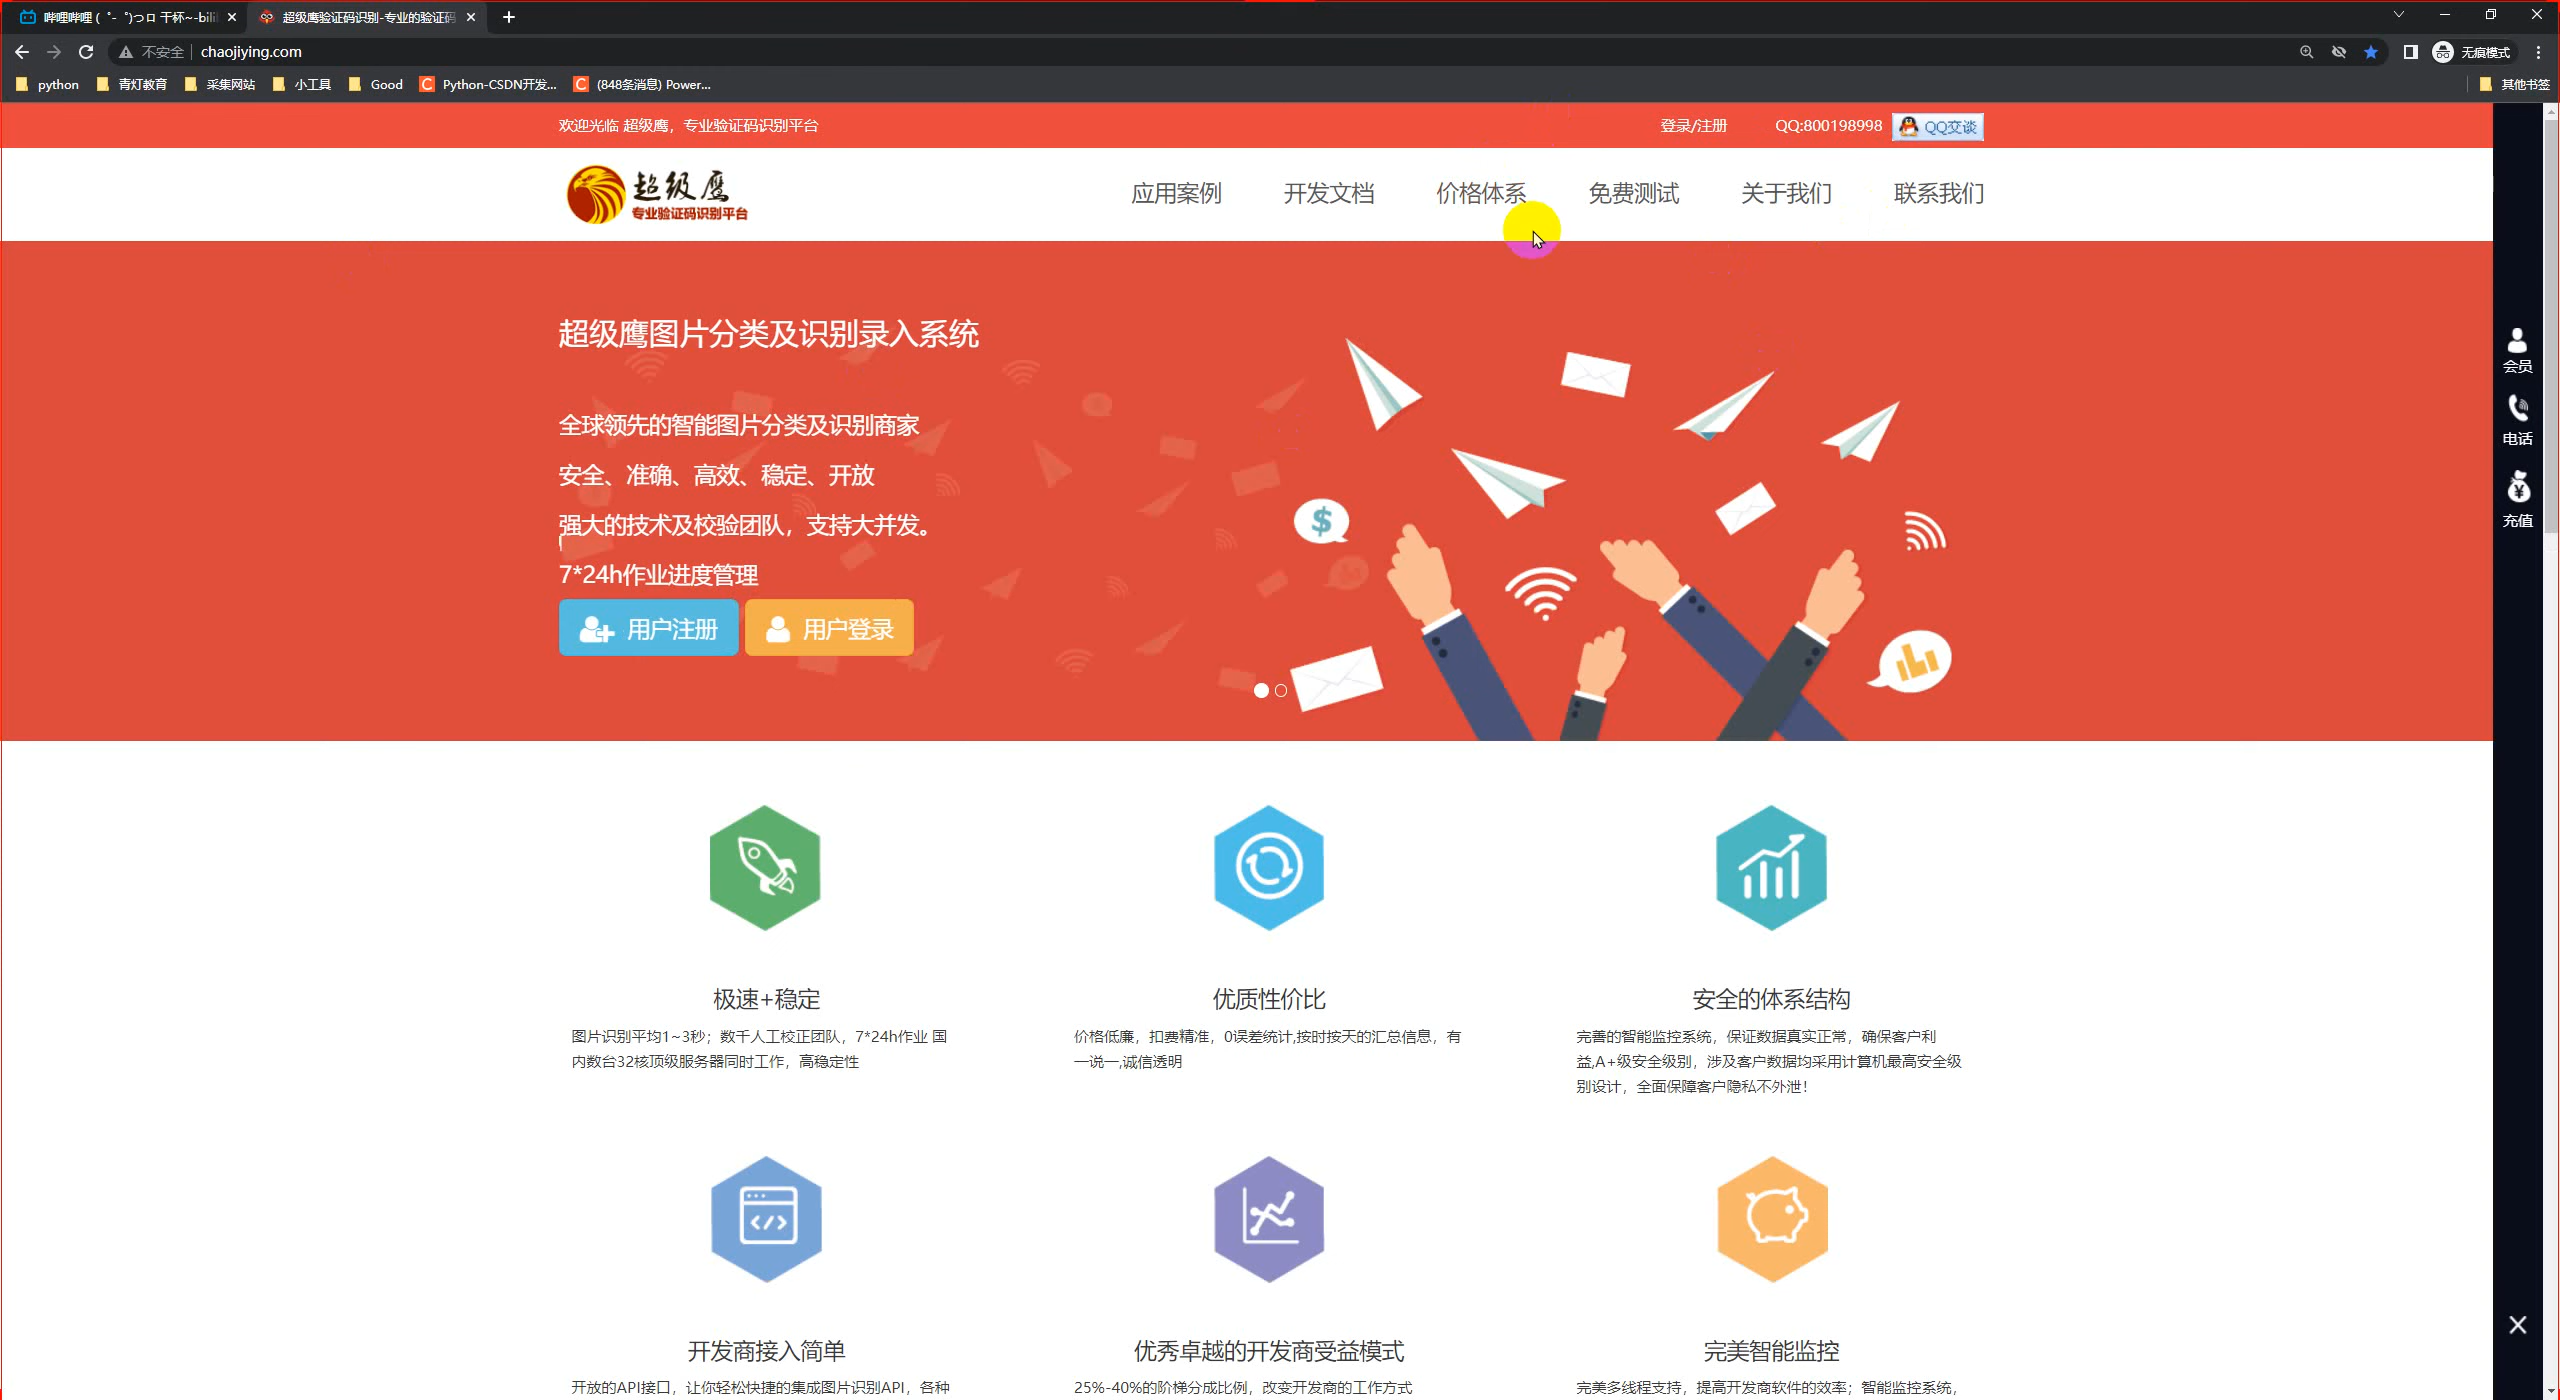 哔哩哔哩 (゜-゜)つロ 干杯~-bili
超级鹰验证码识别-专业的验证码
不安全
chaojiying.com
无痕模式
python
青灯教育
采集网站
小工具
Good
Python-CSDN开发...
(848条消息) Power...
其他书签
欢迎光临 超级鹰，专业验证码识别平台
登录/注册
QQ:800198998
QQ交谈
超级鹰
专业验证码识别平台
应用案例
开发文档
价格体系
免费测试
关于我们
联系我们
超级鹰图片分类及识别录入系统
全球领先的智能图片分类及识别商家
安全、准确、高效、稳定、开放
强大的技术及校验团队，支持大并发。
7*24h作业进度管理
用户注册
用户登录
会员
电话
充值
极速+稳定
图片识别平均1~3秒；数千人工校正团队，7*24h作业 国
内数台32核顶级服务器同时工作，高稳定性
优质性价比
价格低廉，扣费精准，0误差统计,按时按天的汇总信息，有
一说一,诚信透明
安全的体系结构
完善的智能监控系统，保证数据真实正常，确保客户利
益,A+级安全级别，涉及客户数据均采用计算机最高安全级
别设计，全面保障客户隐私不外泄！
开发商接入简单
开放的API接口，让你轻松快捷的集成图片识别API，各种
优秀卓越的开发商受益模式
25%-40%的阶梯分成比例，改变开发商的工作方式
完美智能监控
完美多线程支持，提高开发商软件的效率；智能监控系统，